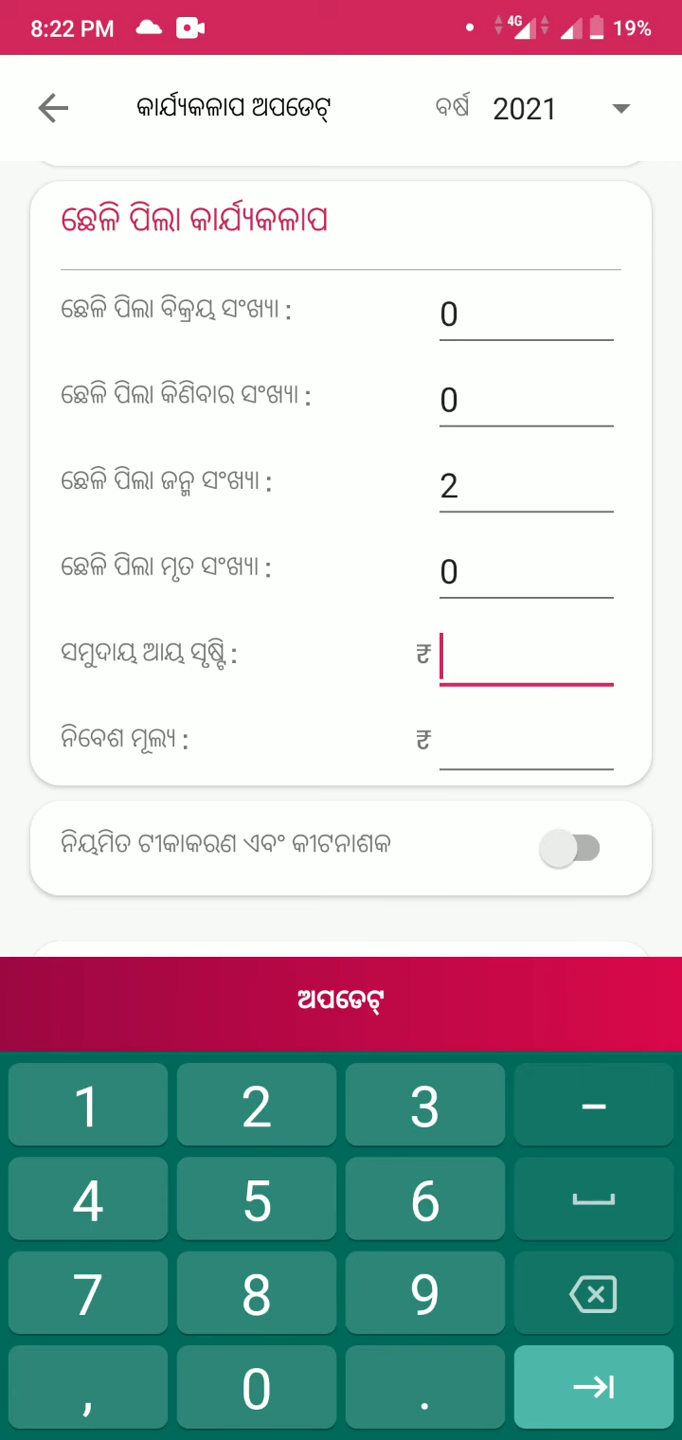 8:22 PM 4G 19%
କାର୍ଯ୍ୟକଳାପ ଅପଡେଟ୍ ବର୍ଷ 2021
ଛେଳି ପିଲା କାର୍ଯ୍ୟକଳାପ
ଛେଳି ପିଲା ବିକ୍ରୟ ସଂଖ୍ୟା : 0
ଛେଳି ପିଲା କିଣିବାର ସଂଖ୍ୟା : 0
ଛେଳି ପିଲା ଜନ୍ମ ସଂଖ୍ୟା : 2
ଛେଳି ପିଲା ମୃତ ସଂଖ୍ୟା : 0
ସମୁଦାୟ ଆୟ ସୃଷ୍ଟି : ₹
ନିବେଶ ମୂଲ୍ୟ : ₹
ନିୟମିତ ଟୀକାକରଣ ଏବଂ କୀଟନାଶକ
ଅପଡେଟ୍
1 2 3 –
4 5 6
7 8 9
, 0 .